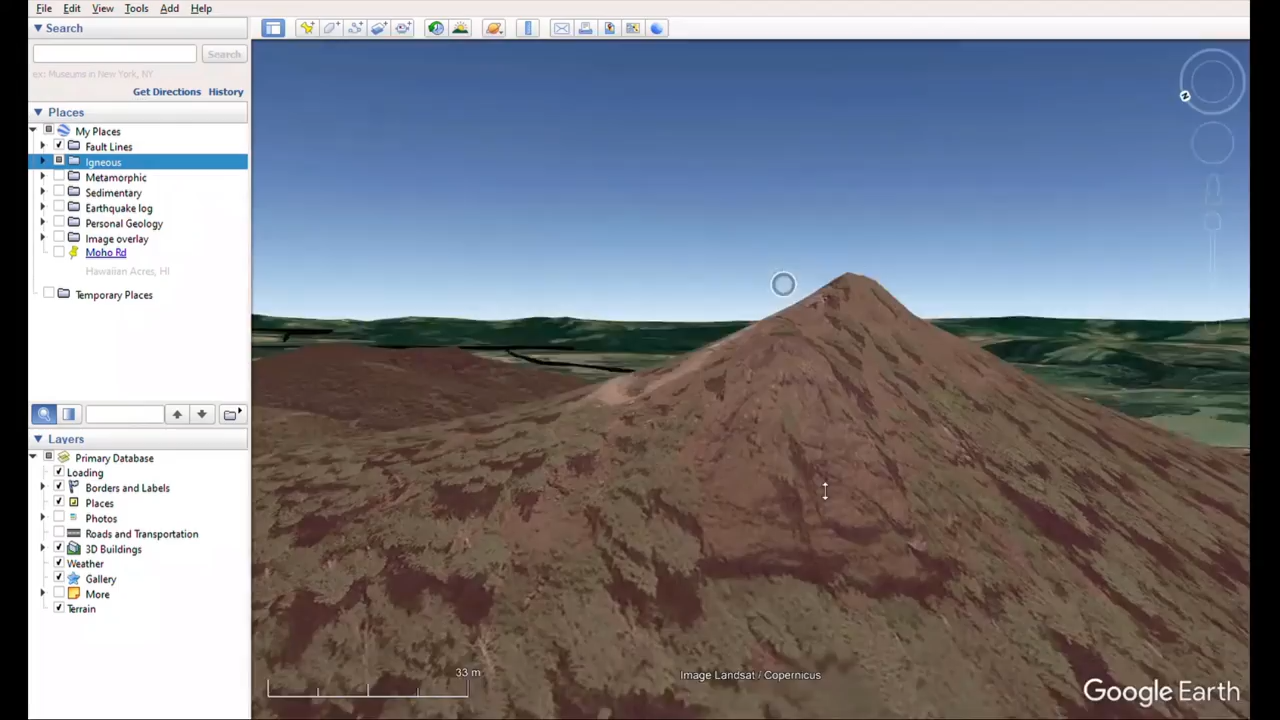 File Edit View Tools Add Help
Search
Search
ex: Museums in New York, NY
Get Directions History
Places
My Places
Fault Lines
Igneous
Metamorphic
Sedimentary
Earthquake log
Personal Geology
Image overlay
Moho Rd
Hawaiian Acres, HI
Temporary Places
Layers
Primary Database
Loading
Borders and Labels
Places
Photos
Roads and Transportation
3D Buildings
Weather
Gallery
More
Terrain
N
33 m
Image Landsat / Copernicus
Google Earth